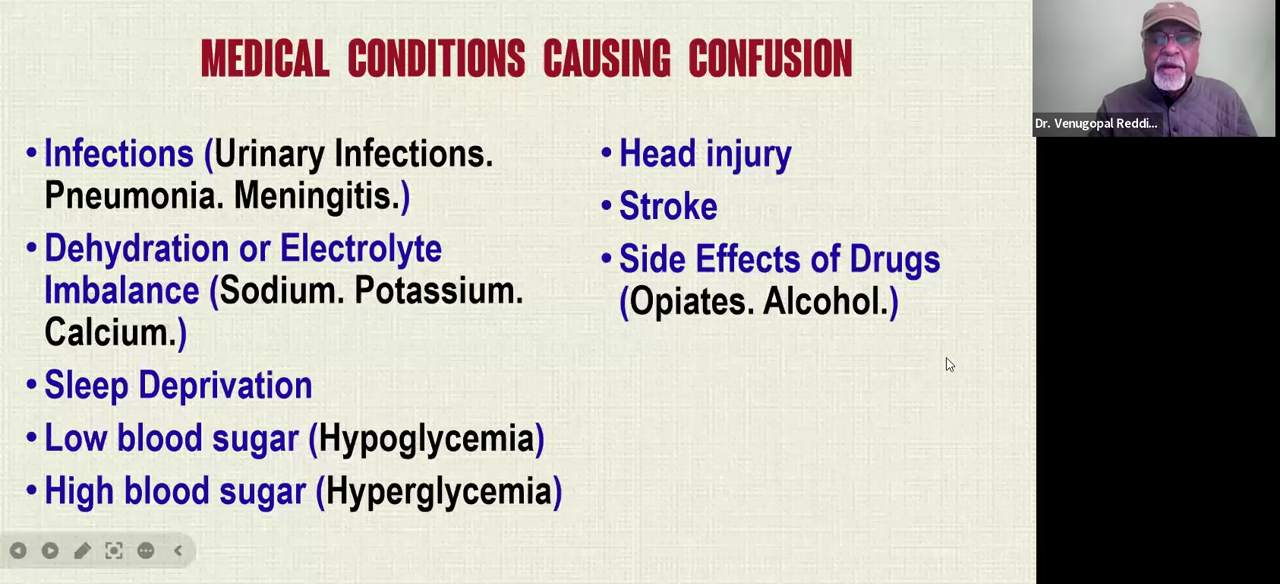 MEDICAL CONDITIONS CAUSING CONFUSION
• Infections (Urinary Infections.
Pneumonia. Meningitis.)
• Dehydration or Electrolyte
Imbalance (Sodium. Potassium.
Calcium.)
• Sleep Deprivation
• Low blood sugar (Hypoglycemia)
• High blood sugar (Hyperglycemia)
• Head injury
• Stroke
• Side Effects of Drugs
(Opiates. Alcohol.)
Dr. Venugopal Reddi...